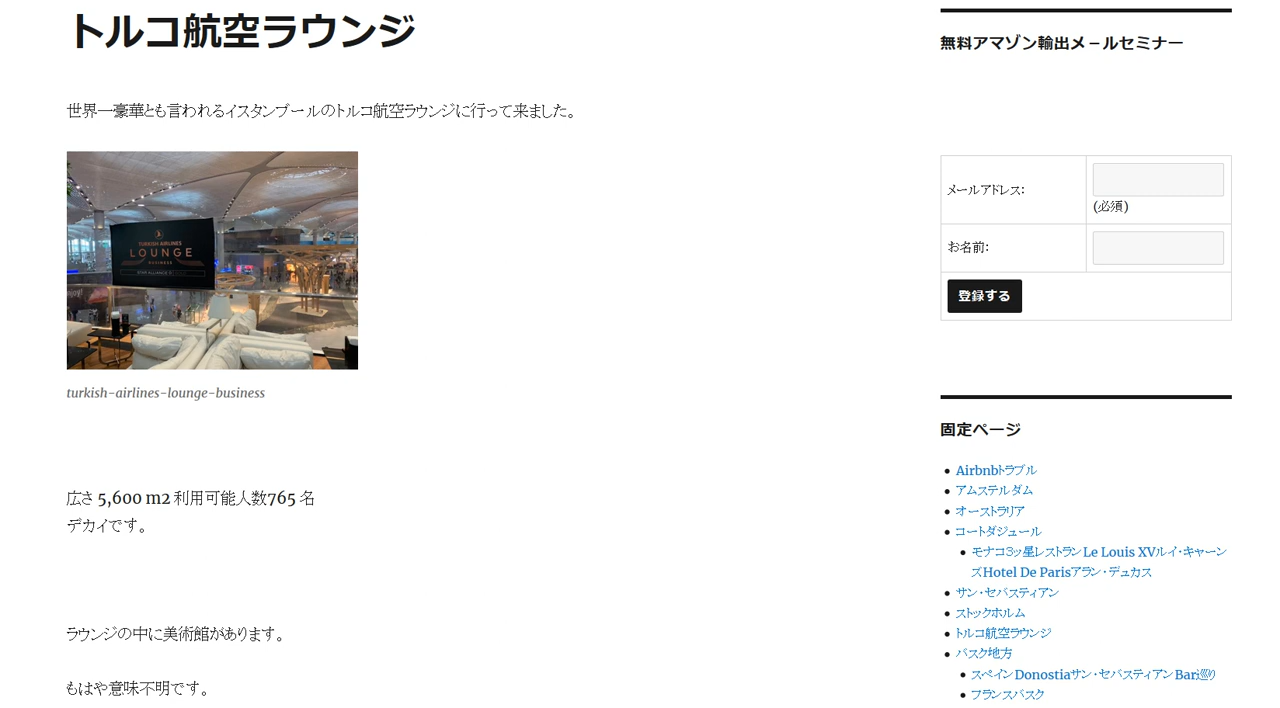 トルコ航空ラウンジ
世界一豪華とも言われるイスタンブールのトルコ航空ラウンジに行って来ました。
TURKISH AIRLINES
LOUNGE
BUSINESS
turkish-airlines-lounge-business
広さ 5,600 m2 利用可能人数765 名
デカイです。
ラウンジの中に美術館があります。
もはや意味不明です。
無料アマゾン輸出メールセミナー
メールアドレス:
(必須)
お名前:
登録する
固定ページ
Airbnbトラブル
アムステルダム
オーストラリア
コートダジュール
モナコ3ッ星レストランLe Louis XVルイ・キャーン
ズHotel De Parisアラン・デュカス
サン・セバスティアン
ストックホルム
トルコ航空ラウンジ
バスク地方
スペインDonostiaサン・セバスティアンBar巡り
フランスバスク